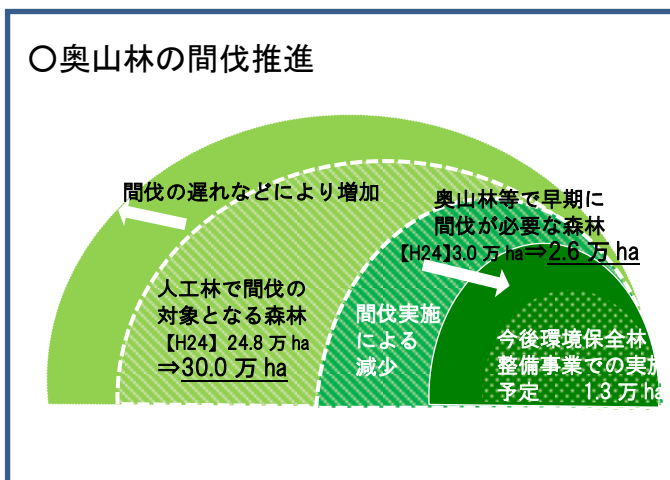 ○奥山林の間伐推進
間伐の遅れなどにより増加
奥山林等で早期に
間伐が必要な森林
【H24】3.0 万 ha⇒2.6 万 ha
人工林で間伐の
対象となる森林
【H24】 24.8 万 ha
⇒30.0 万 ha
間伐実施
による
減少
今後環境保全林
整備事業での実施
予定 1.3 万 ha